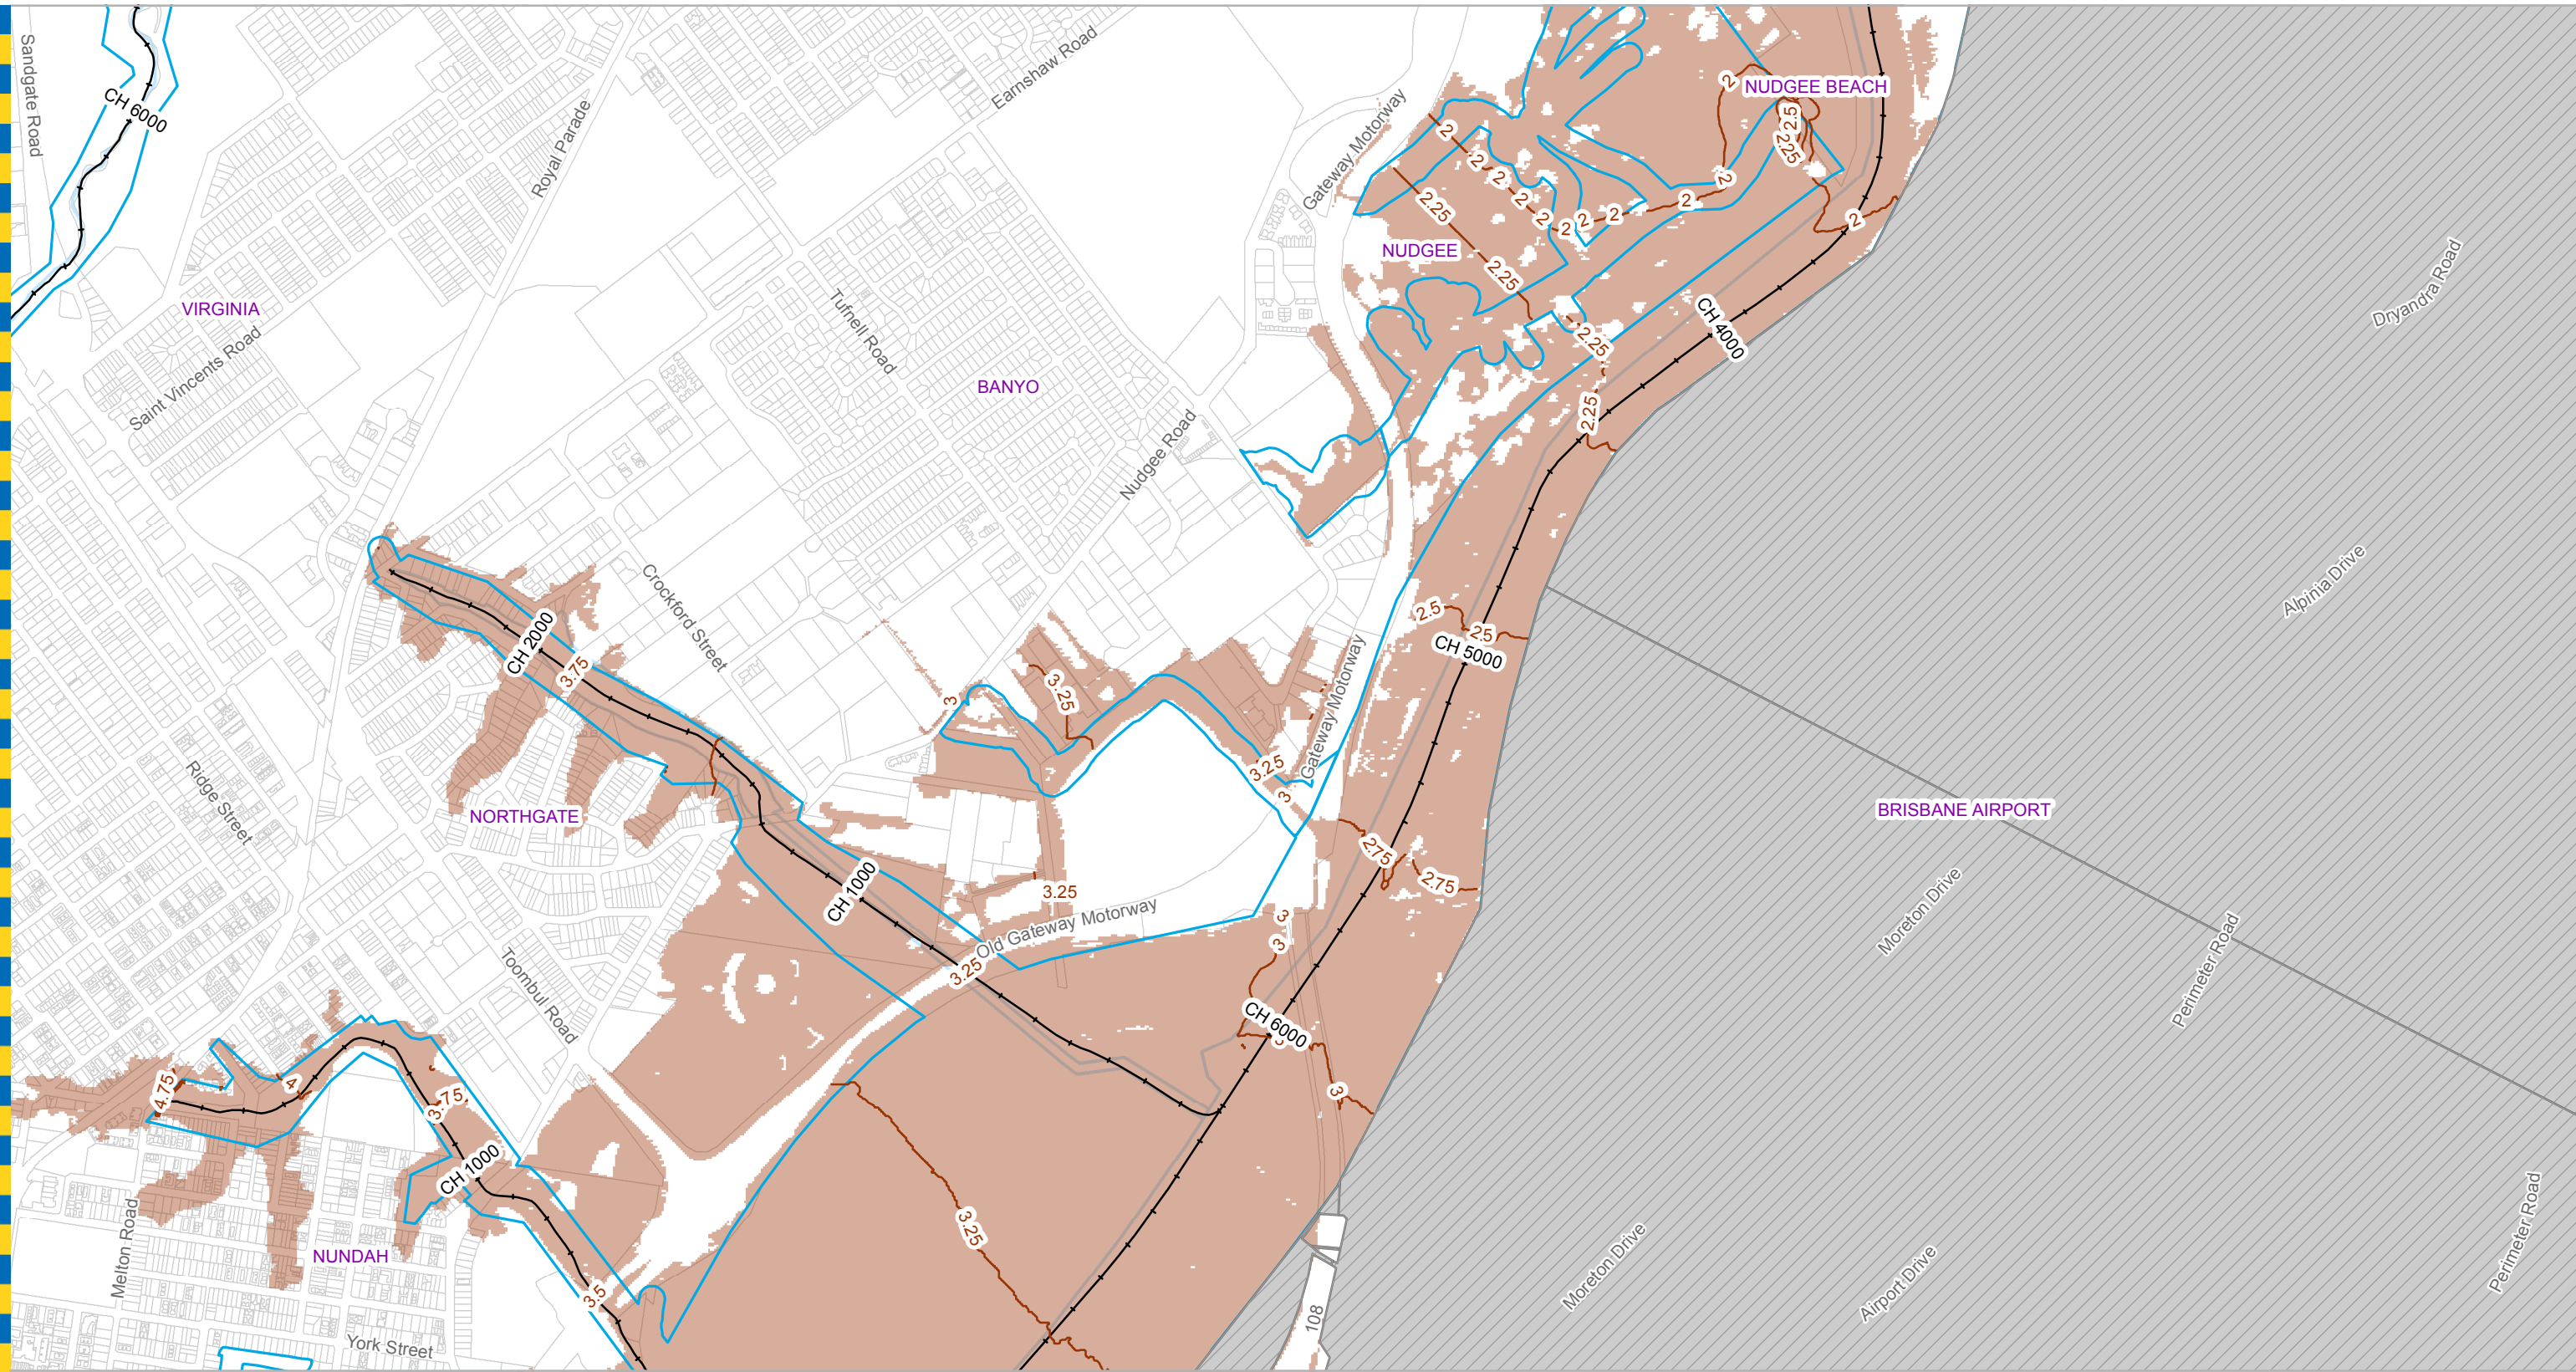 Sandgate Road
CH 6000
Royal Parade
Earnshaw Road
Gateway Motorway
NUDGEE BEACH
2
2.5
2.25
2
2
2
2
2
2
2
2
2
2
2
2
2.25
2.25
2.25
2.25
NUDGEE
CH 4000
Dryandra Road
VIRGINIA
Saint Vincents Road
Tufnell Road
BANYO
Nudgee Road
Crockford Street
CH 2000
3.75
2.5
2.5
CH 5000
Alpinia Drive
3
3.25
Gateway Motorway
3.25
3
Ridge Street
NORTHGATE
BRISBANE AIRPORT
2.75
2.75
CH 1000
3.25
Old Gateway Motorway
3.25
3
3
Moreton Drive
Perimeter Road
Toombul Road
CH 6000
3
3
4.75
4
3.75
CH 1000
Melton Road
NUNDAH
3.25
3.5
Moreton Drive
Airport Drive
Perimeter Road
108
York Street